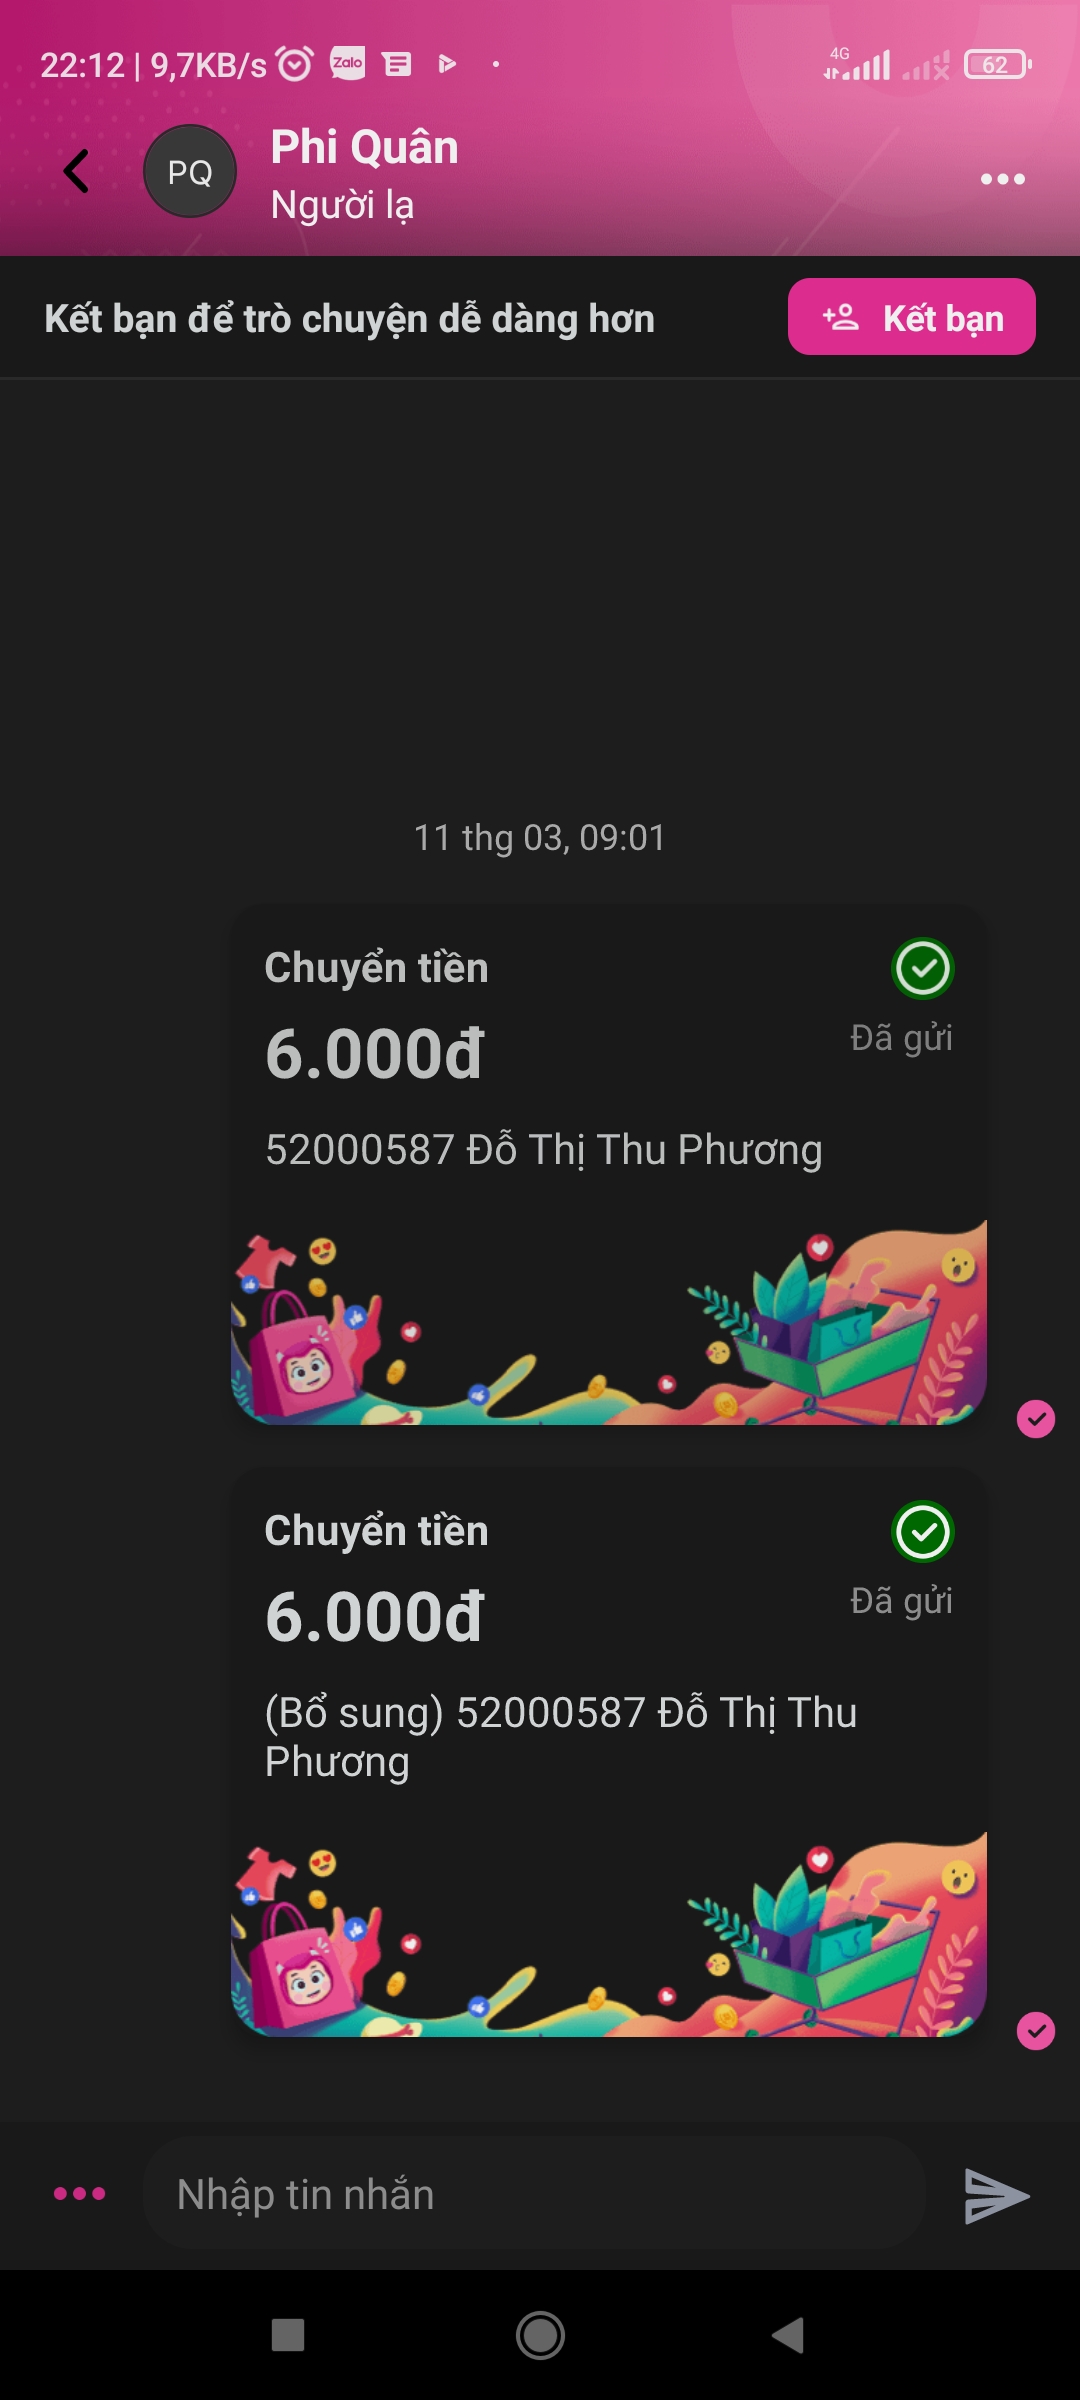 22:12 | 9,7KB/s
Zalo
4G
62
PQ
Phi Quân
Người lạ
Kết bạn để trò chuyện dễ dàng hơn
Kết bạn
11 thg 03, 09:01
Chuyển tiền
6.000đ
Đã gửi
52000587 Đỗ Thị Thu Phương
Chuyển tiền
6.000đ
Đã gửi
(Bổ sung) 52000587 Đỗ Thị Thu
Phương
Nhập tin nhắn